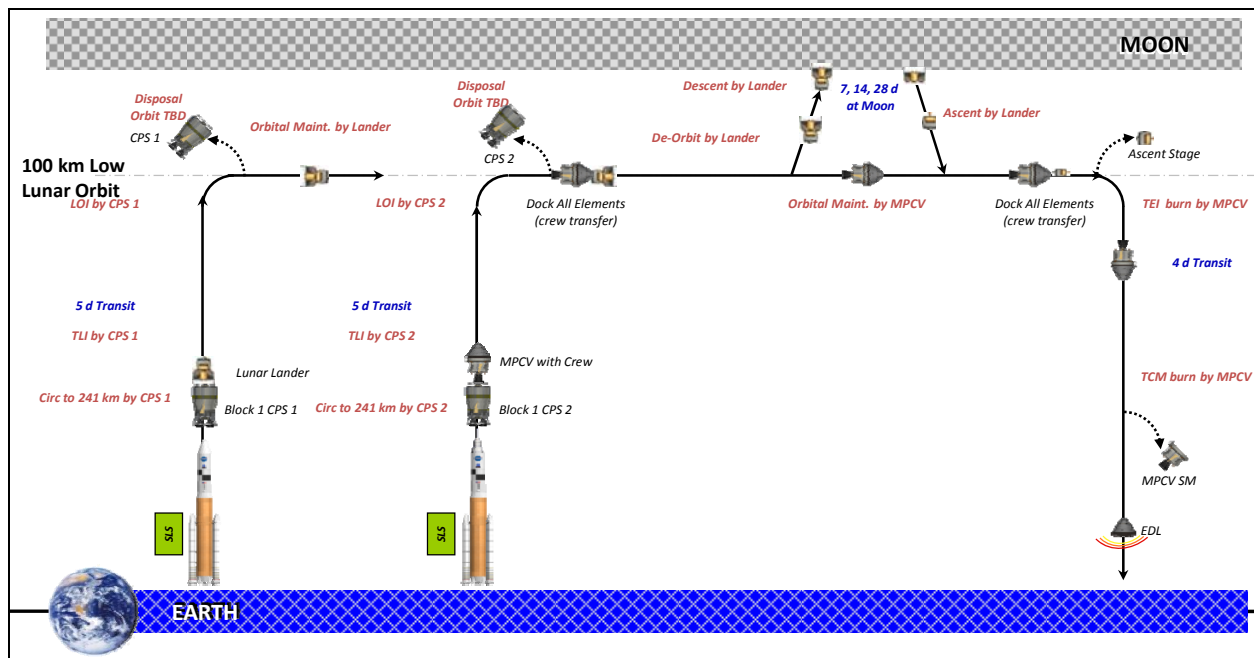 MOON
Disposal
Orbit TBD
CPS 1
Orbital Maint. by Lander
Disposal
Orbit TBD
CPS 2
Descent by Lander
7, 14, 28 d
at Moon
De-Orbit by Lander
Ascent by Lander
Ascent Stage
100 km Low
Lunar Orbit
LOI by CPS 1
LOI by CPS 2
Dock All Elements
(crew transfer)
Orbital Maint. by MPCV
Dock All Elements
(crew transfer)
TEI burn by MPCV
4 d Transit
5 d Transit
TLI by CPS 1
5 d Transit
TLI by CPS 2
Lunar Lander
MPCV with Crew
Circ to 241 km by CPS 1
Block 1 CPS 1
Circ to 241 km by CPS 2
Block 1 CPS 2
TCM burn by MPCV
MPCV SM
SLS
SLS
EDL
EARTH